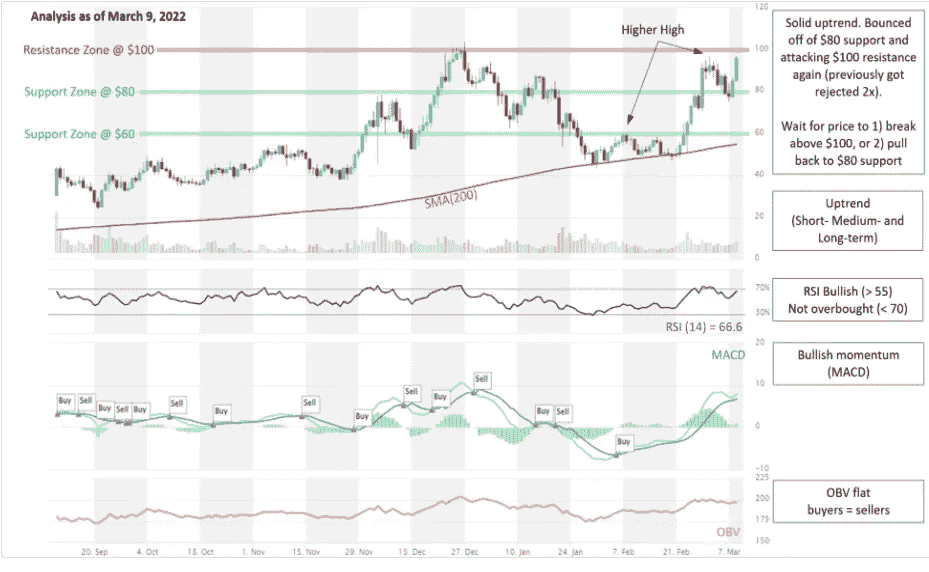 Analysis as of March 9, 2022
Resistance Zone @ $100
Support Zone @ $80
Support Zone @ $60
Higher High
SMA(200)
120
100
80
60
40
20
0
Solid uptrend. Bounced
off of $80 support and
attacking $100 resistance
again (previously got
rejected 2x).
Wait for price to 1) break
above $100, or 2) pull
back to $80 support
Uptrend
(Short- Medium- and
Long-term)
70%
30%
RSI (14) = 66.6
RSI Bullish (> 55)
Not overbought (< 70)
MACD
20
10
0
-10
Buy
Sell
Buy
Sell
Buy
Sell
Buy
Sell
Buy
Sell
Buy
Sell
Buy
Sell
Buy
Bullish momentum
(MACD)
225
200
175
150
OBV
OBV flat
buyers = sellers
20. Sep
4. Oct
15. Oct
1. Nov
15. Nov
29. Nov
15. Dec
27. Dec
10. Jan
24. Jan
7. Feb
21. Feb
7. Mar